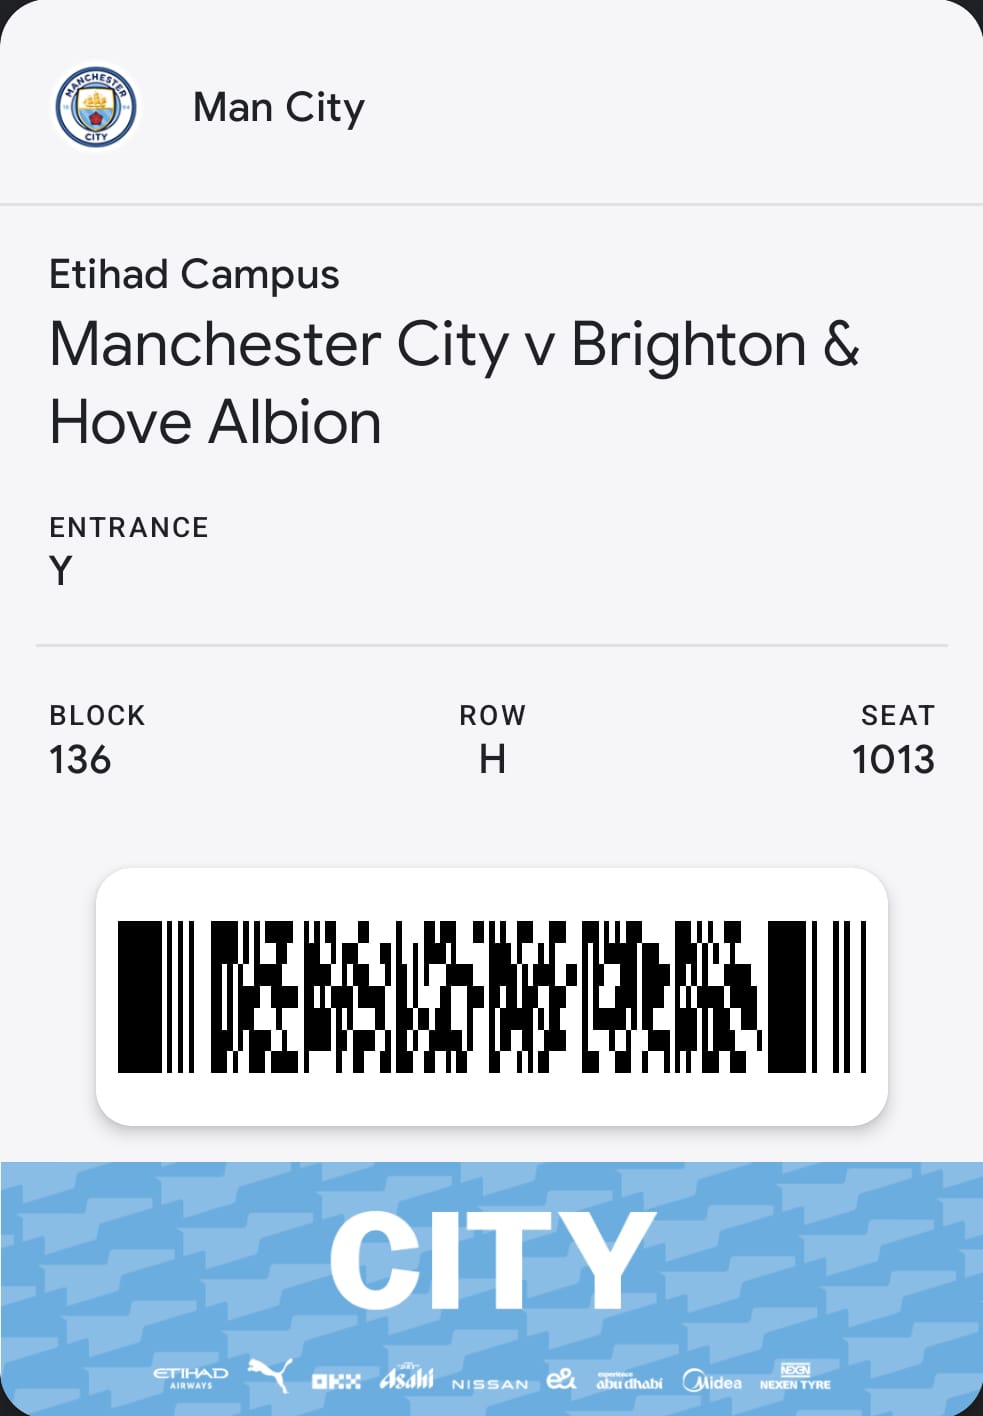 MANCHESTER
CITY
Man City
Etihad Campus
Manchester City v Brighton &
Hove Albion
ENTRANCE
Y
BLOCK ROW SEAT
136 H 1013
CITY
ETIHAD AIRWAYS OKX Asahi NISSAN e& experience abu dhabi Midea NEXEN NEXEN TYRE